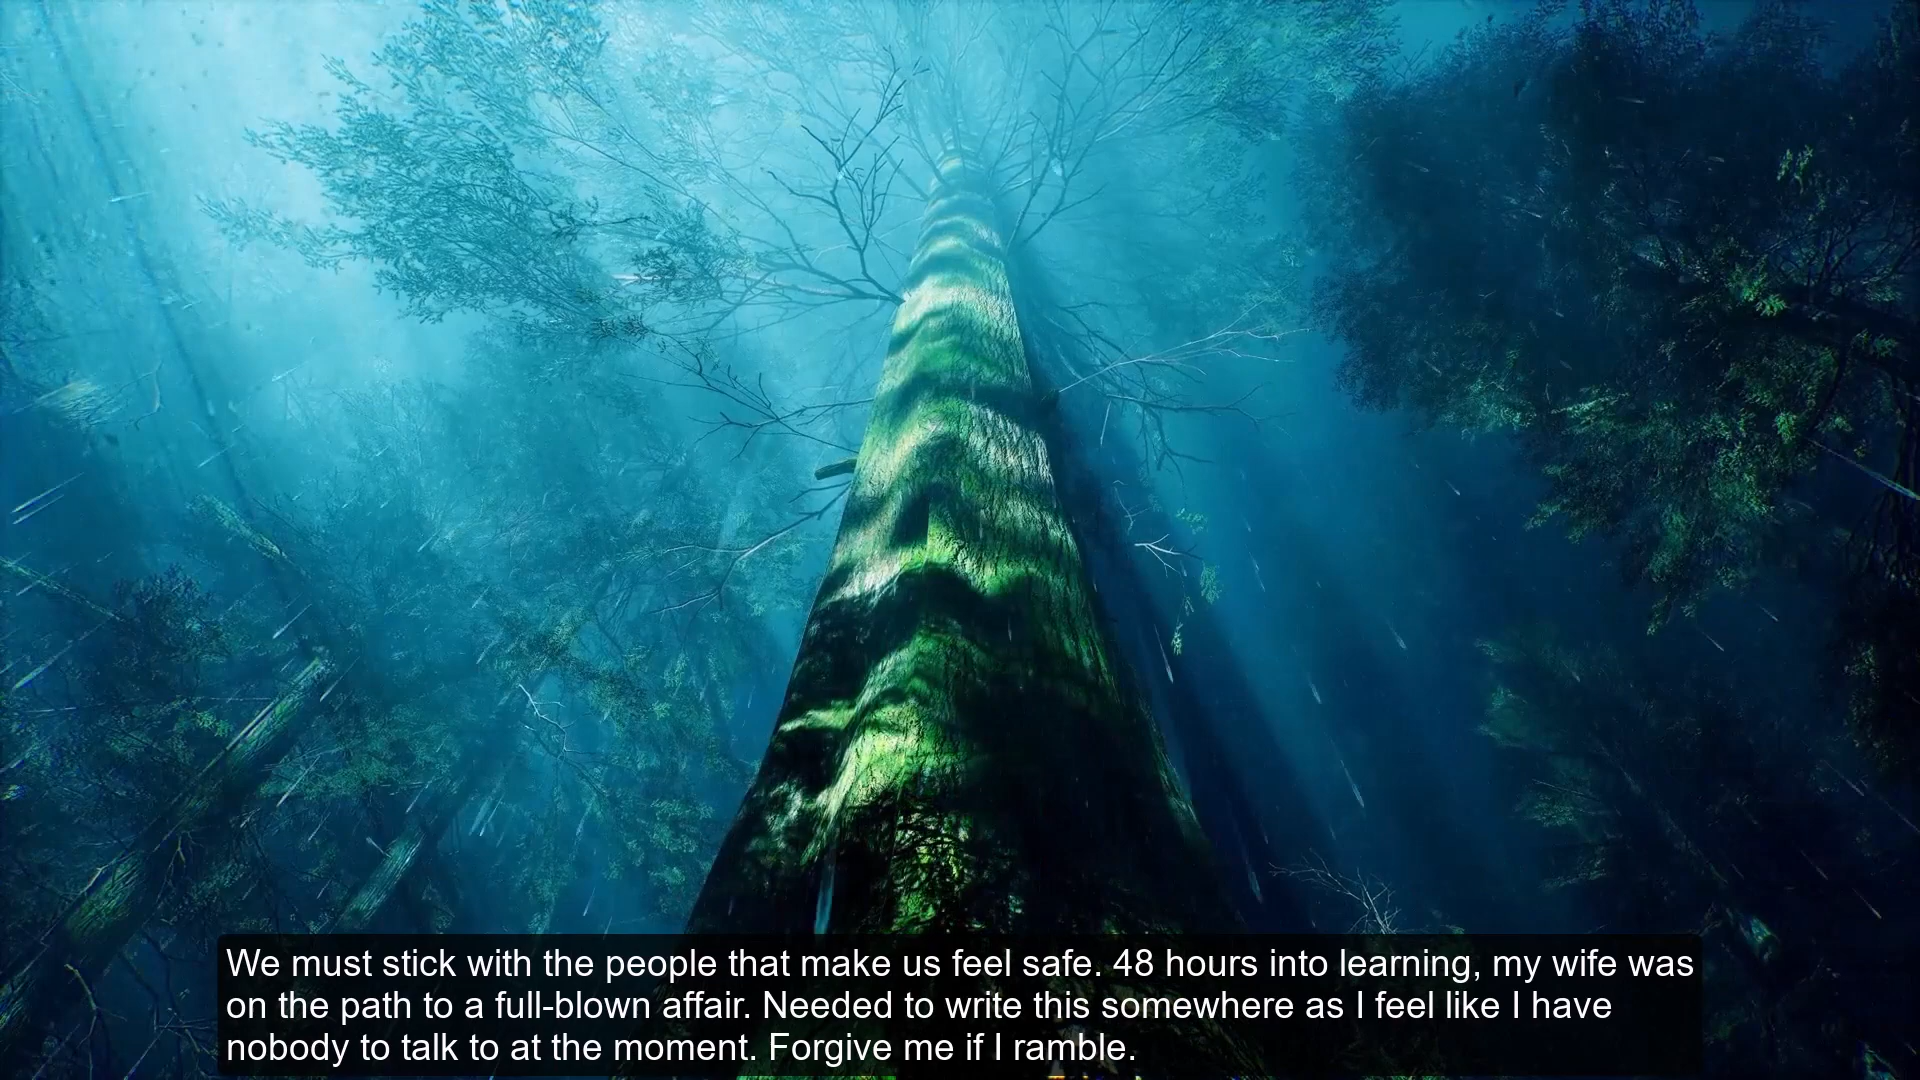 We must stick with the people that make us feel safe. 48 hours into learning, my wife was
on the path to a full-blown affair. Needed to write this somewhere as I feel like I have
nobody to talk to at the moment. Forgive me if I ramble.